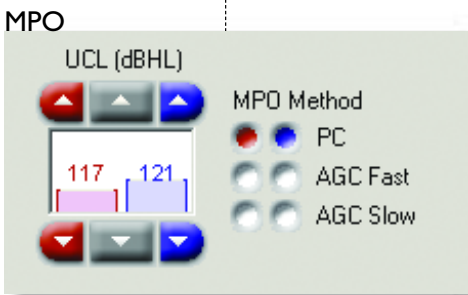 MPO
UCL (dBHL)
MPO Method
PC
117 121
AGC Fast
AGC Slow